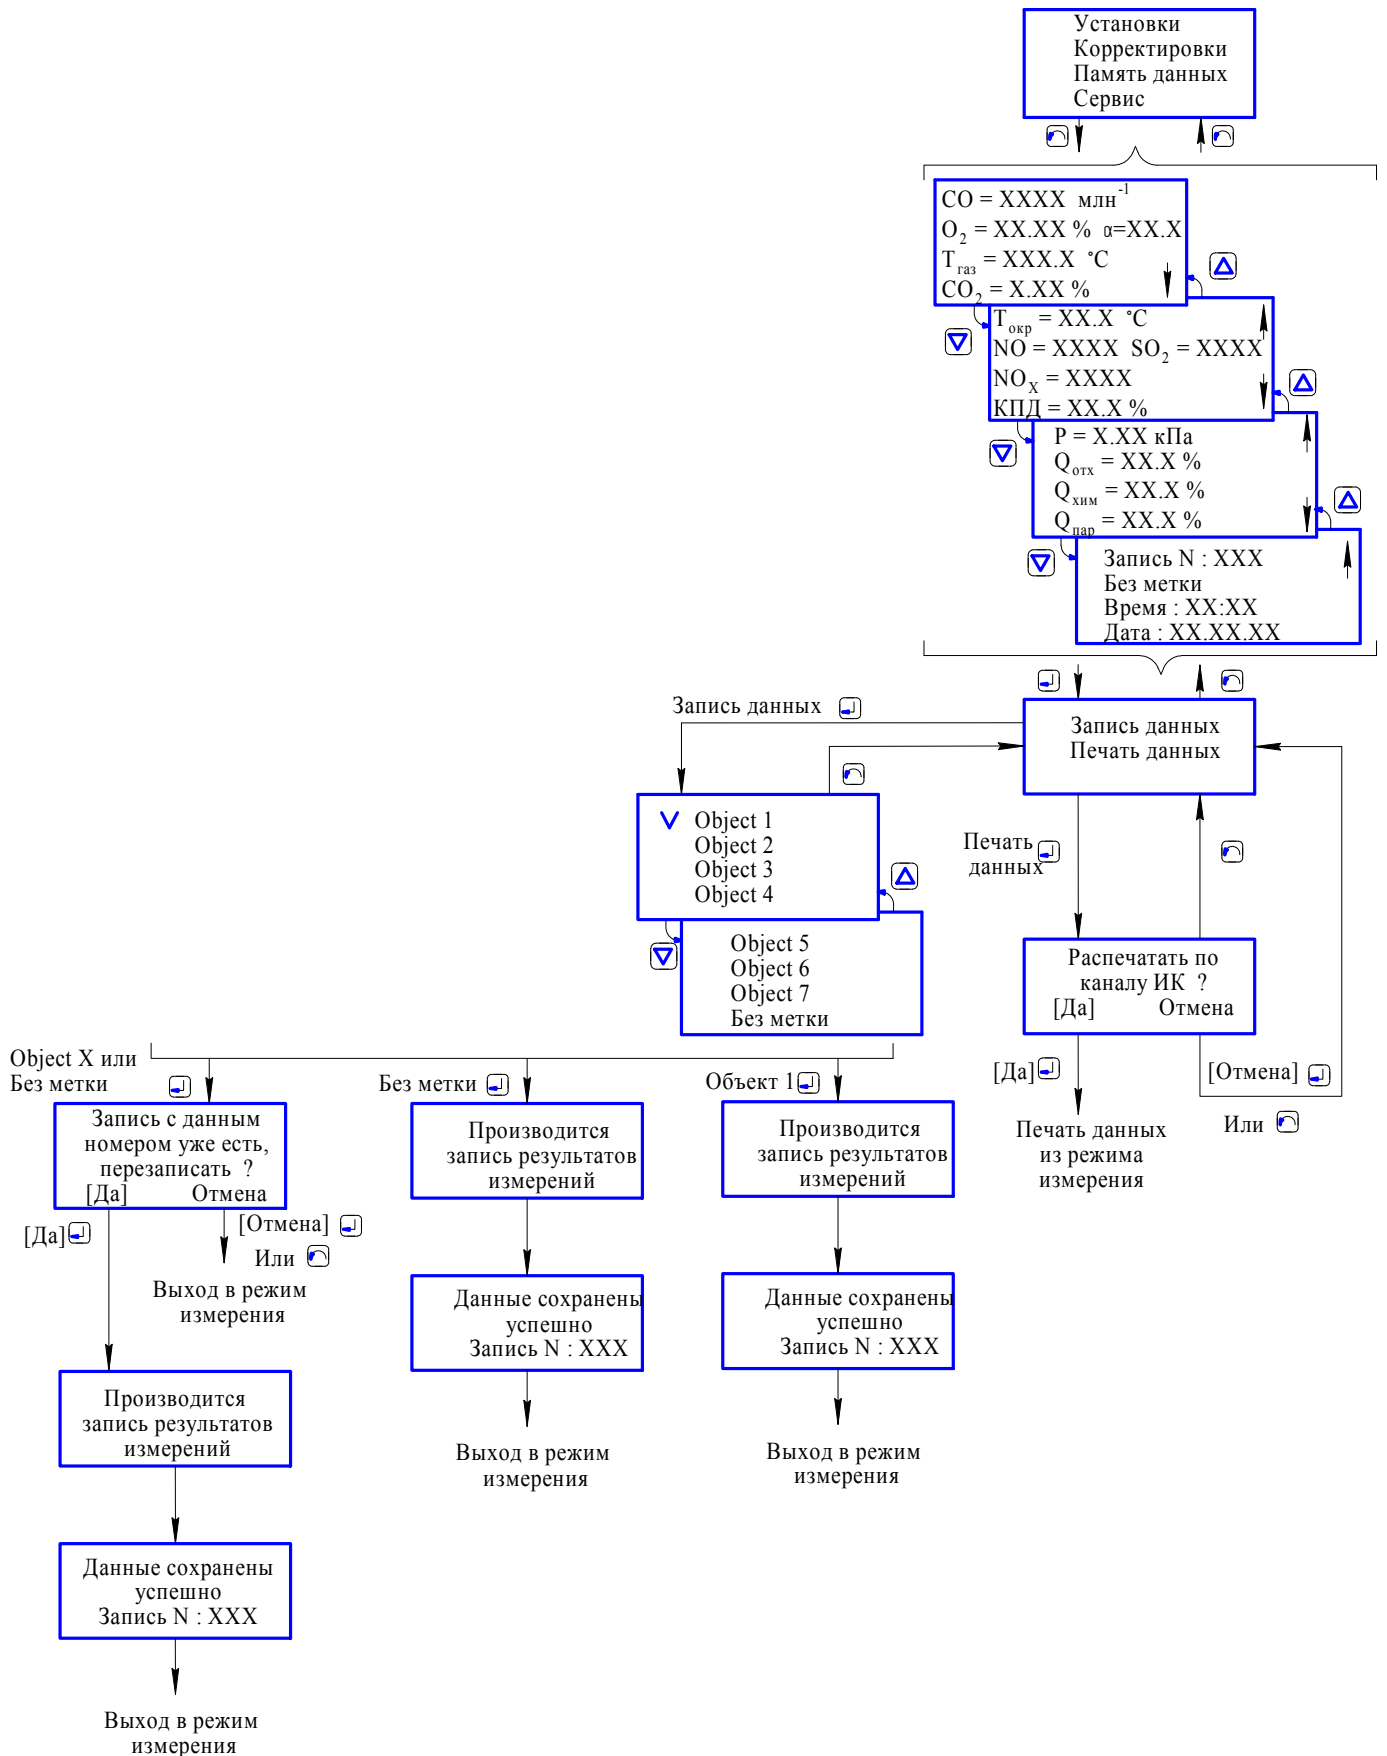 Установки
Корректировки
Память данных
Сервис
CO = XXXX млн⁻¹
O₂ = XX.XX % α=XX.X
Tгаз = XXX.X °C
CO₂ = X.XX %
Tокр = XX.X °C
NO = XXXX SO₂ = XXXX
NOX = XXXX
КПД = XX.X %
P = X.XX кПа
Qотх = XX.X %
Qхим = XX.X %
Qпар = XX.X %
Запись N : XXX
Без метки
Время : XX:XX
Дата : XX.XX.XX
Запись данных
Запись данных
Печать данных
Object 1
Object 2
Object 3
Object 4
Object 5
Object 6
Object 7
Без метки
Печать
данных
Распечатать по
каналу ИК ?
[Да] Отмена
[Да]
[Отмена]
Или
Печать данных
из режима
измерения
Object X или
Без метки
Без метки
Объект 1
Запись с данным
номером уже есть,
перезаписать ?
[Да] Отмена
Производится
запись результатов
измерений
Производится
запись результатов
измерений
[Да]
[Отмена]
Или
Выход в режим
измерения
Данные сохранены
успешно
Запись N : XXX
Данные сохранены
успешно
Запись N : XXX
Производится
запись результатов
измерений
Выход в режим
измерения
Выход в режим
измерения
Данные сохранены
успешно
Запись N : XXX
Выход в режим
измерения